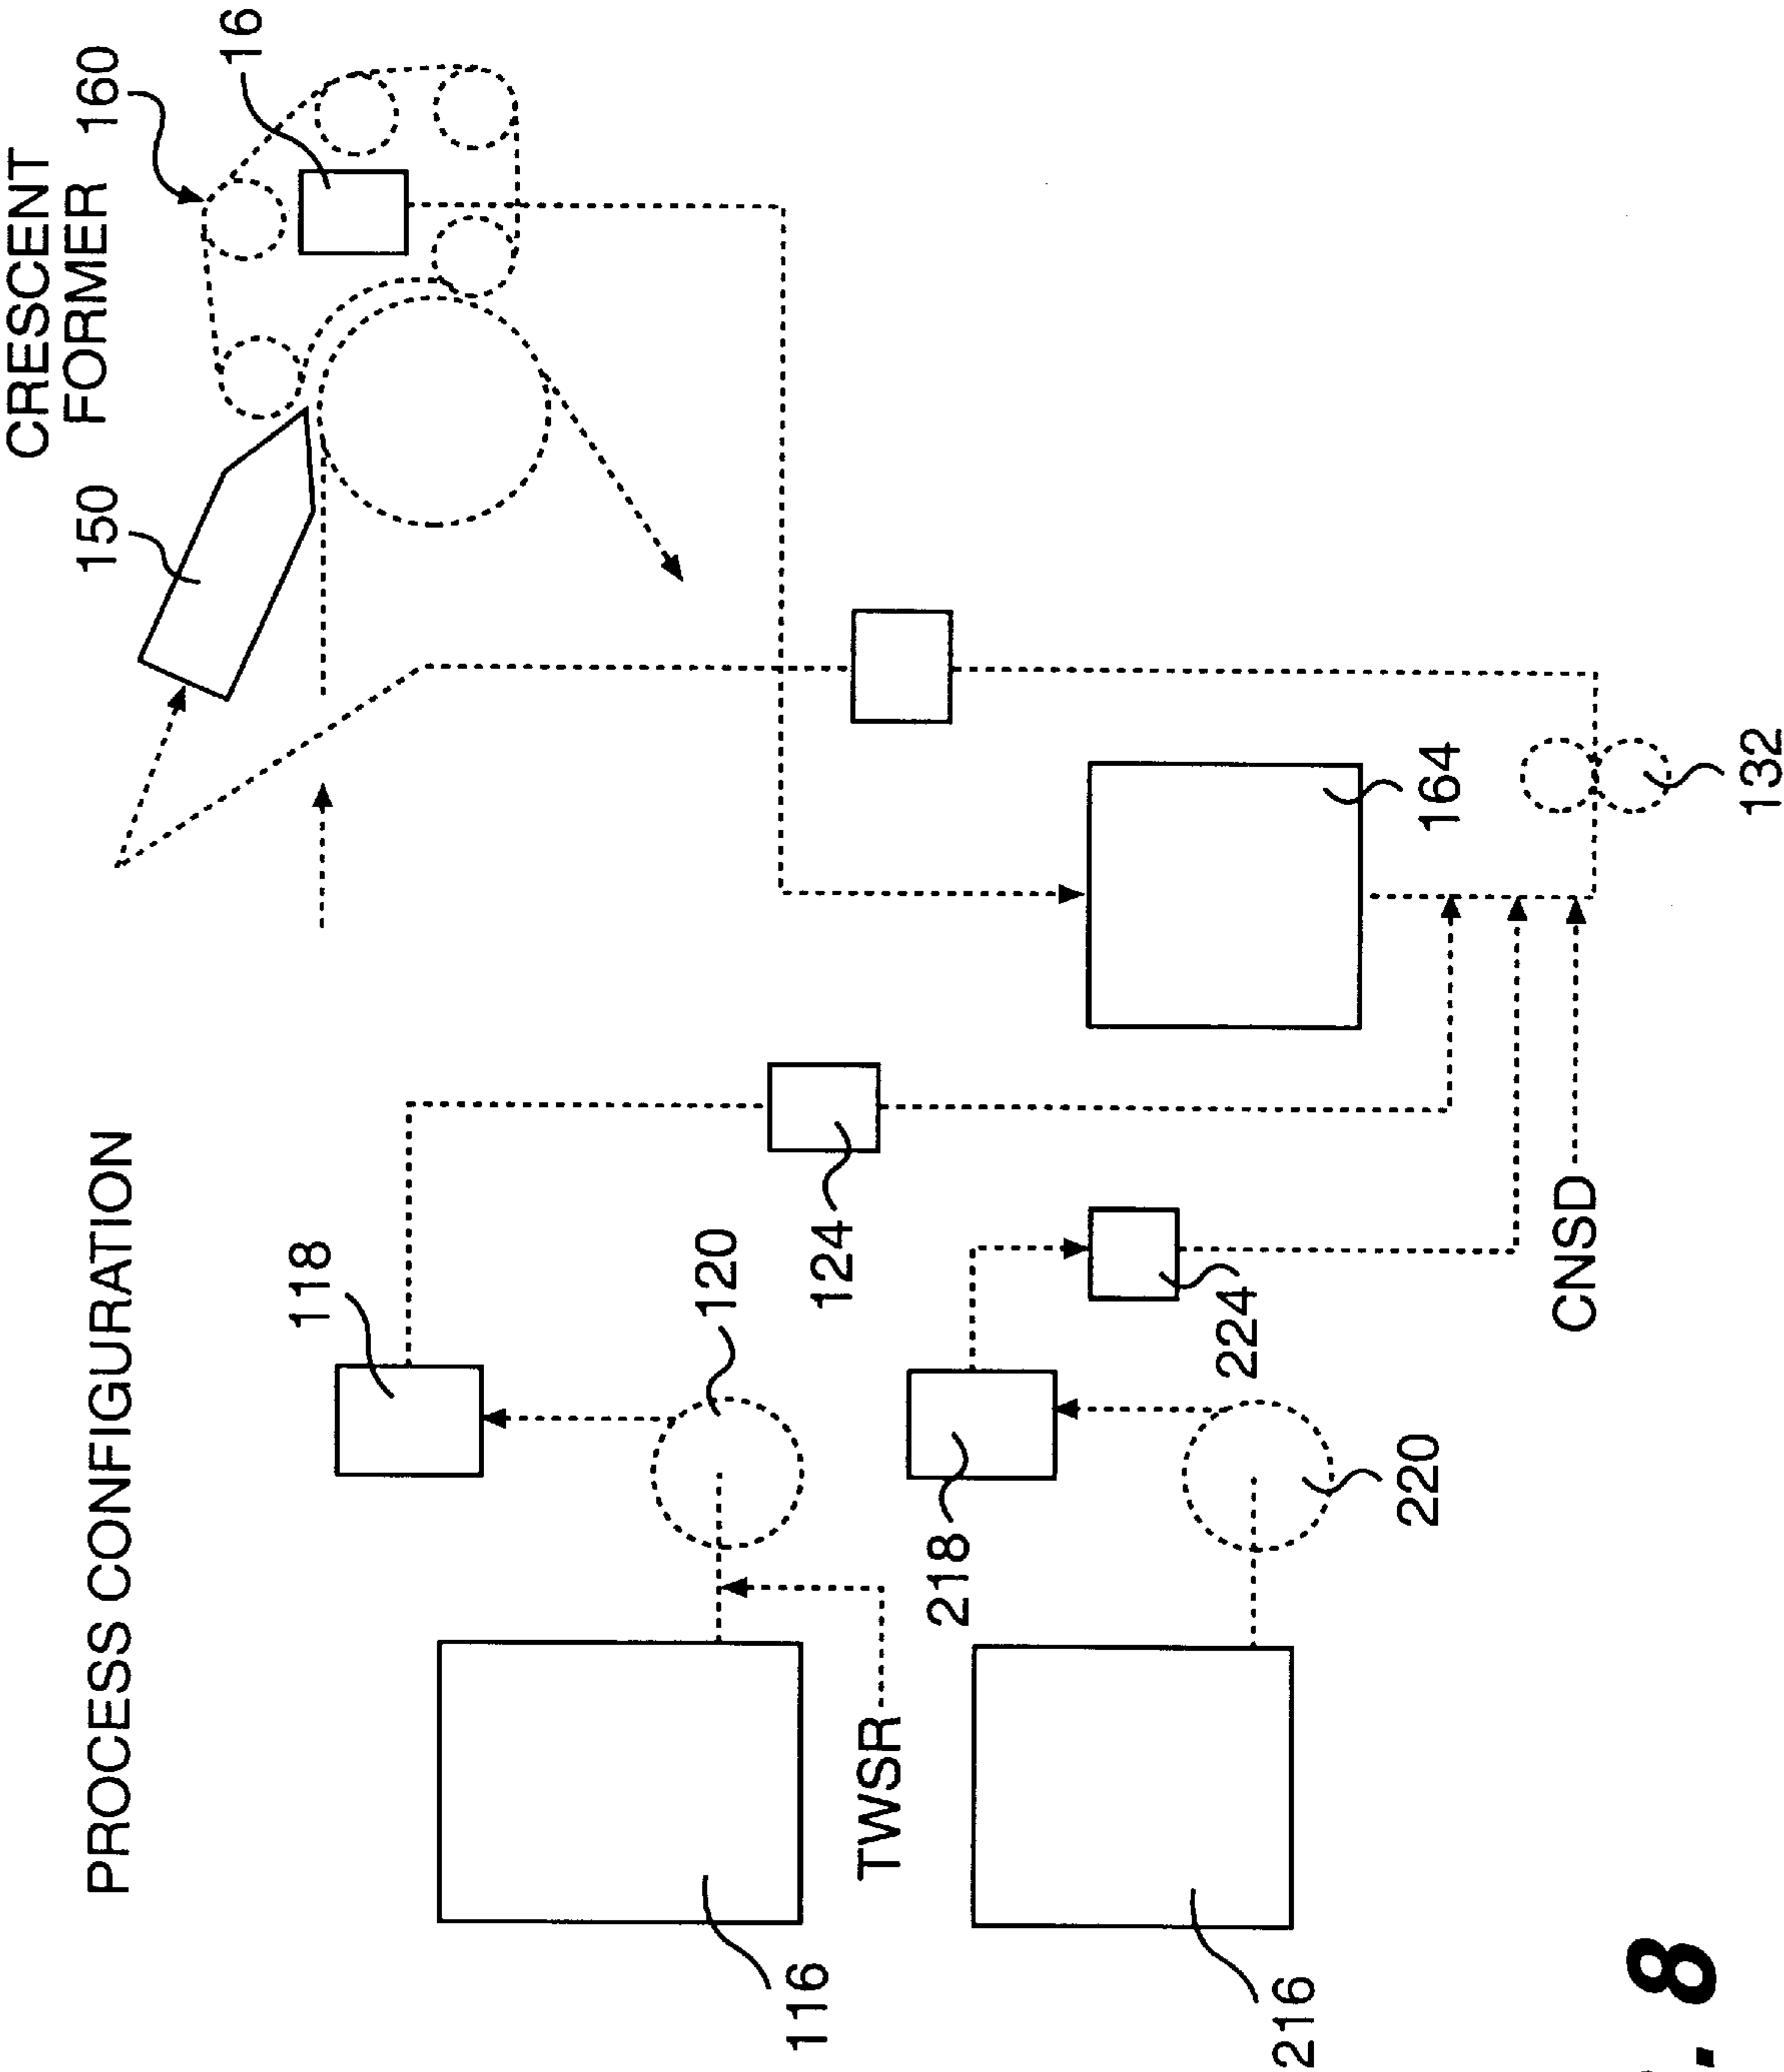 PROCESS CONFIGURATION
CRESCENT
FORMER
160
16
150
118
120
124
116
TWSR
218
224
220
216
CNSD
164
132
. 8